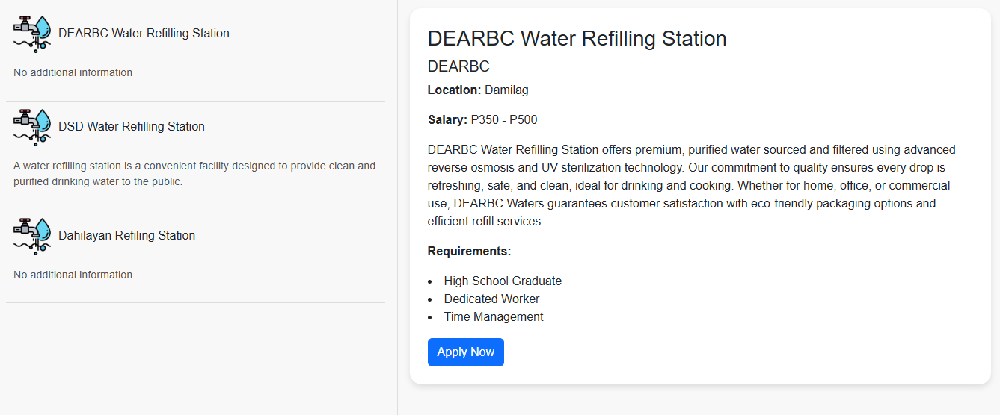 DEARBC Water Refilling Station
No additional information
DSD Water Refilling Station
A water refilling station is a convenient facility designed to provide clean and
purified drinking water to the public.
Dahilayan Refiling Station
No additional information
DEARBC Water Refilling Station
DEARBC
Location: Damilag
Salary: P350 - P500
DEARBC Water Refilling Station offers premium, purified water sourced and filtered using advanced
reverse osmosis and UV sterilization technology. Our commitment to quality ensures every drop is
refreshing, safe, and clean, ideal for drinking and cooking. Whether for home, office, or commercial
use, DEARBC Waters guarantees customer satisfaction with eco-friendly packaging options and
efficient refill services.
Requirements:
• High School Graduate
• Dedicated Worker
• Time Management
Apply Now